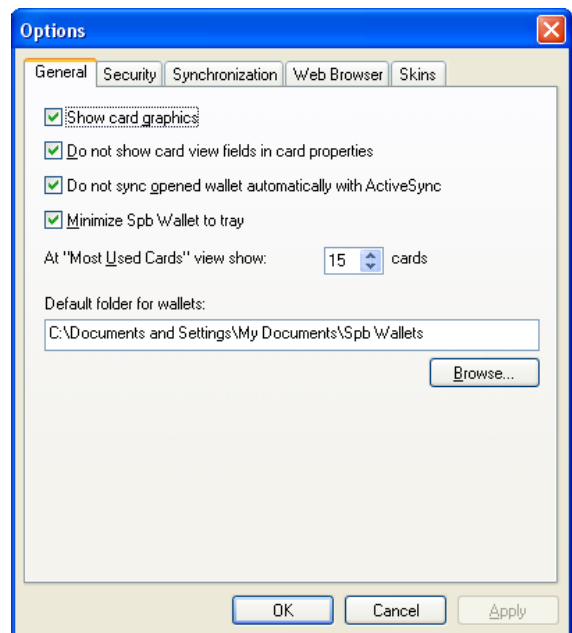 Options
General Security Synchronization Web Browser Skins
Show card graphics
Do not show card view fields in card properties
Do not sync opened wallet automatically with ActiveSync
Minimize Spb Wallet to tray
At "Most Used Cards" view show: 15 cards
Default folder for wallets:
C:\Documents and Settings\My Documents\Spb Wallets
Browse...
OK Cancel Apply